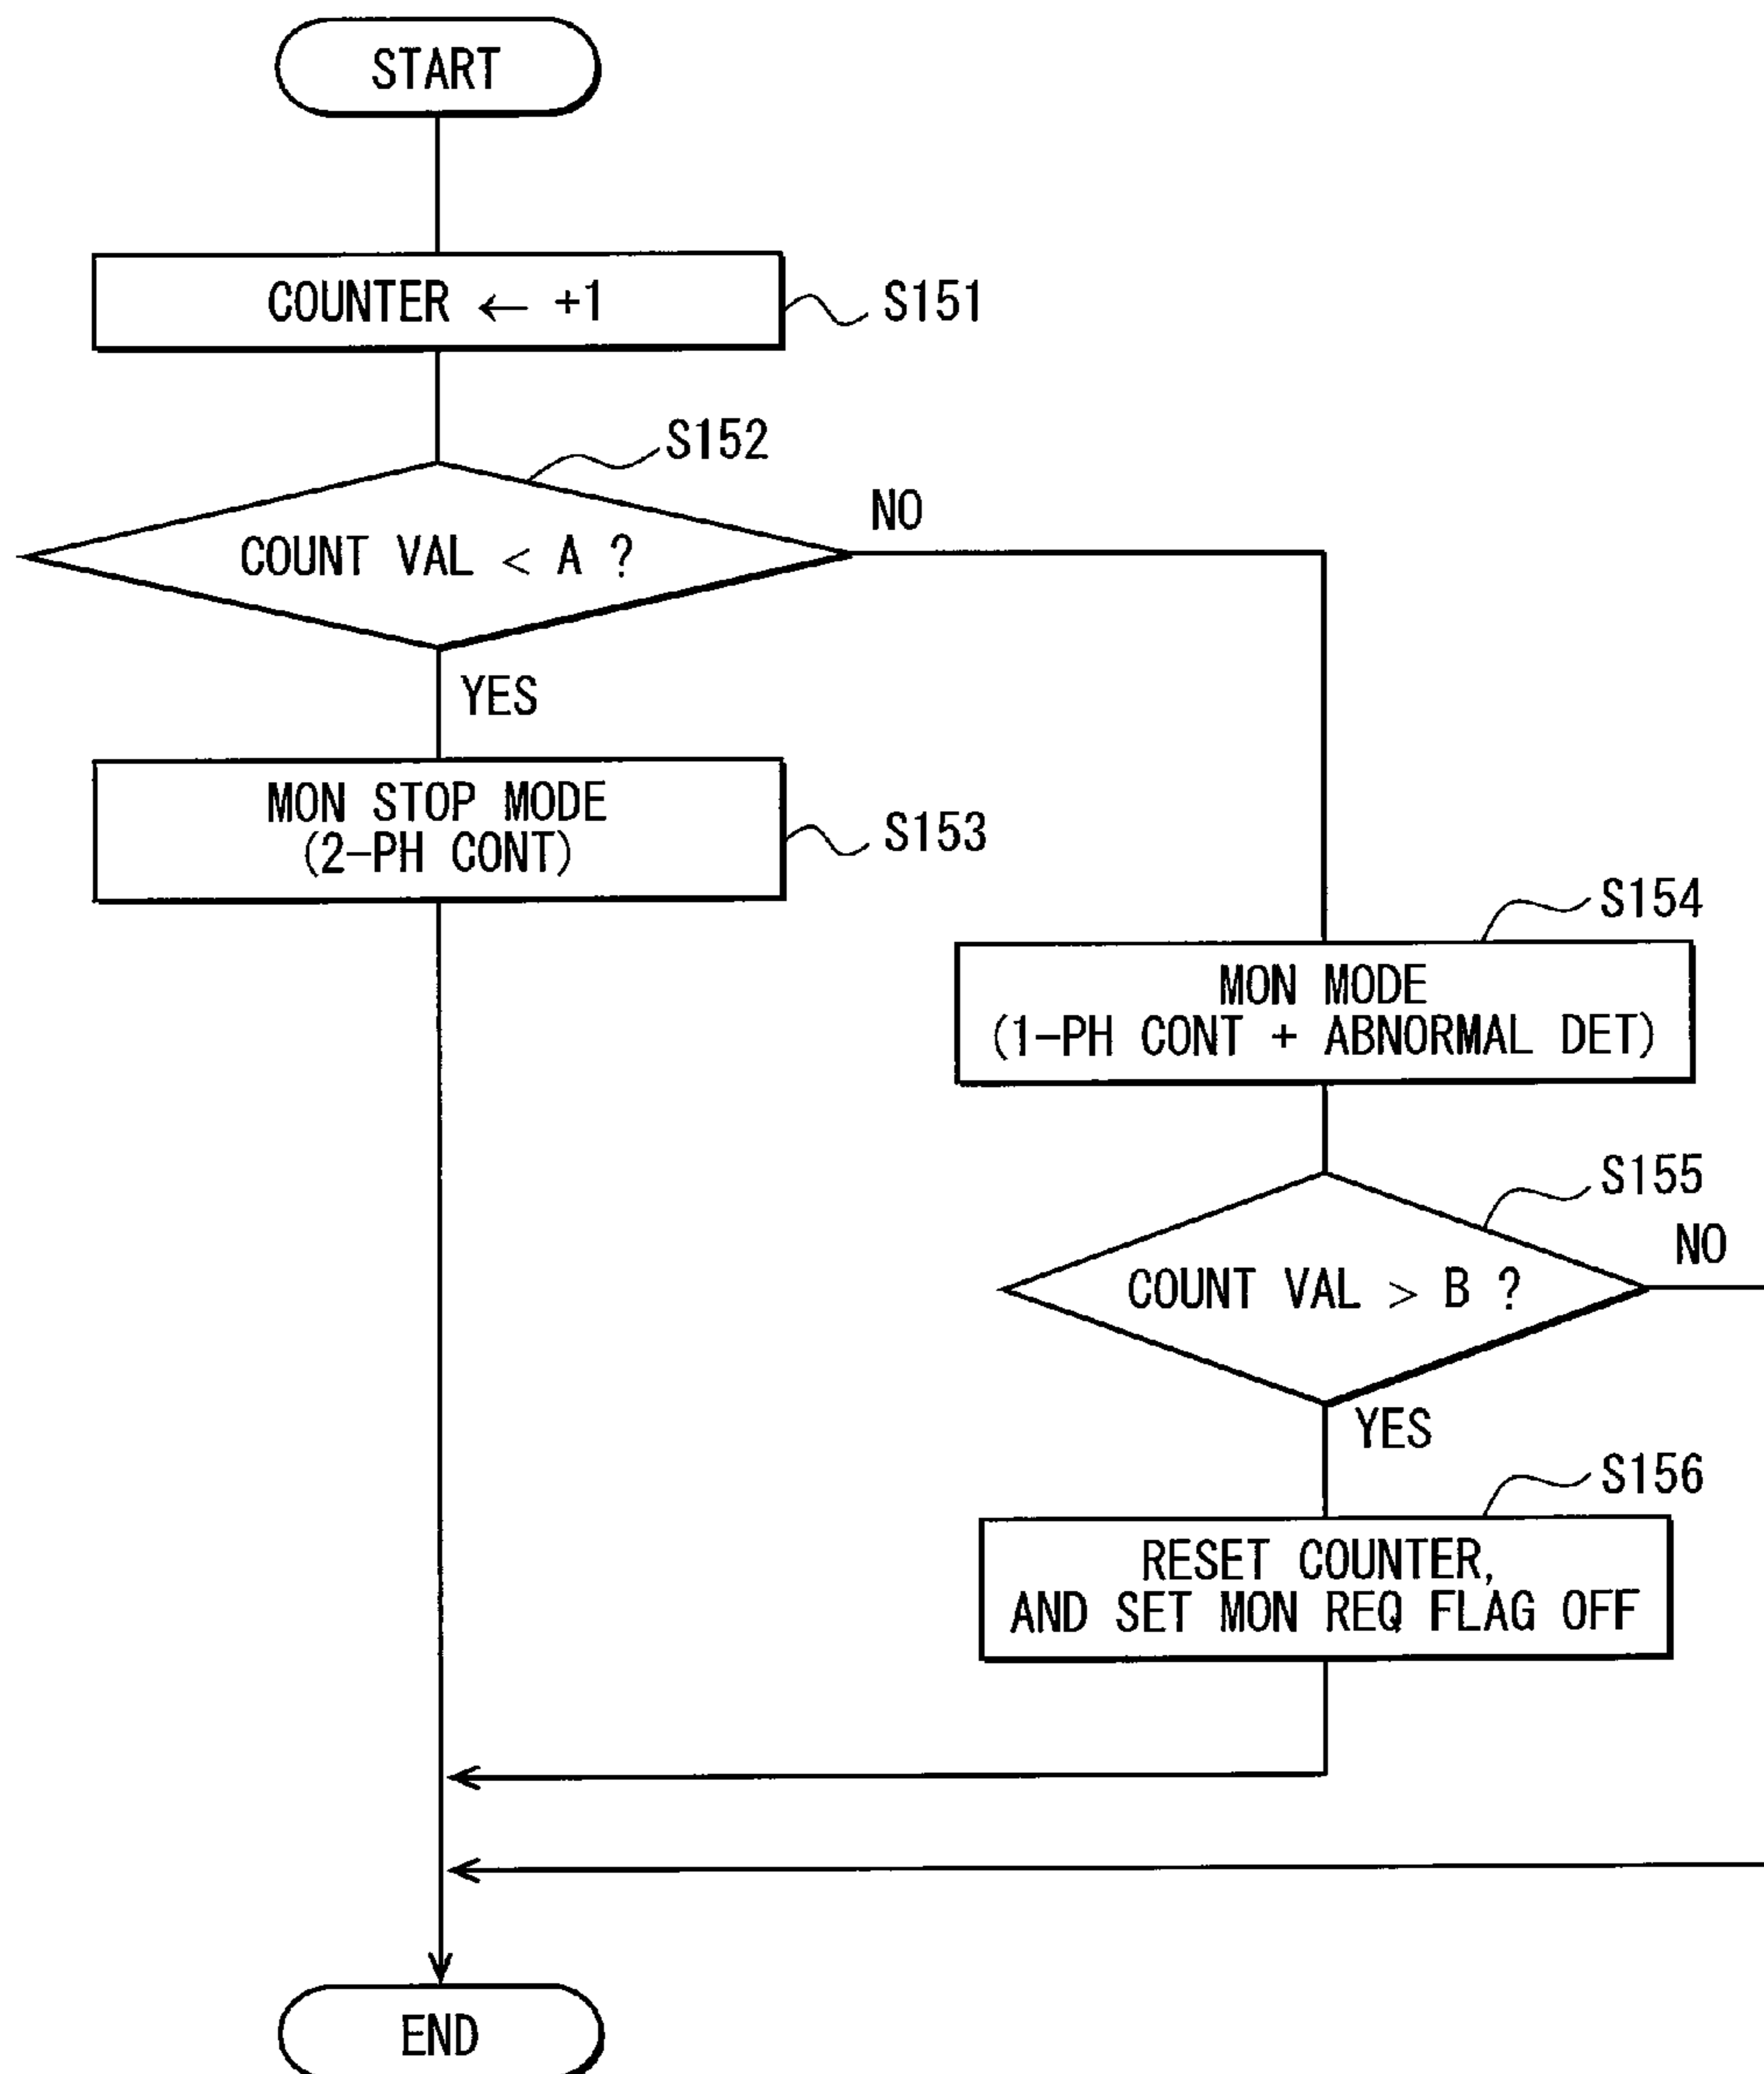 START
COUNTER ← +1
S151
S152
COUNT VAL < A ?
NO
YES
MON STOP MODE
(2-PH CONT)
S153
S154
MON MODE
(1-PH CONT + ABNORMAL DET)
S155
COUNT VAL > B ?
NO
YES
S156
RESET COUNTER,
AND SET MON REQ FLAG OFF
END